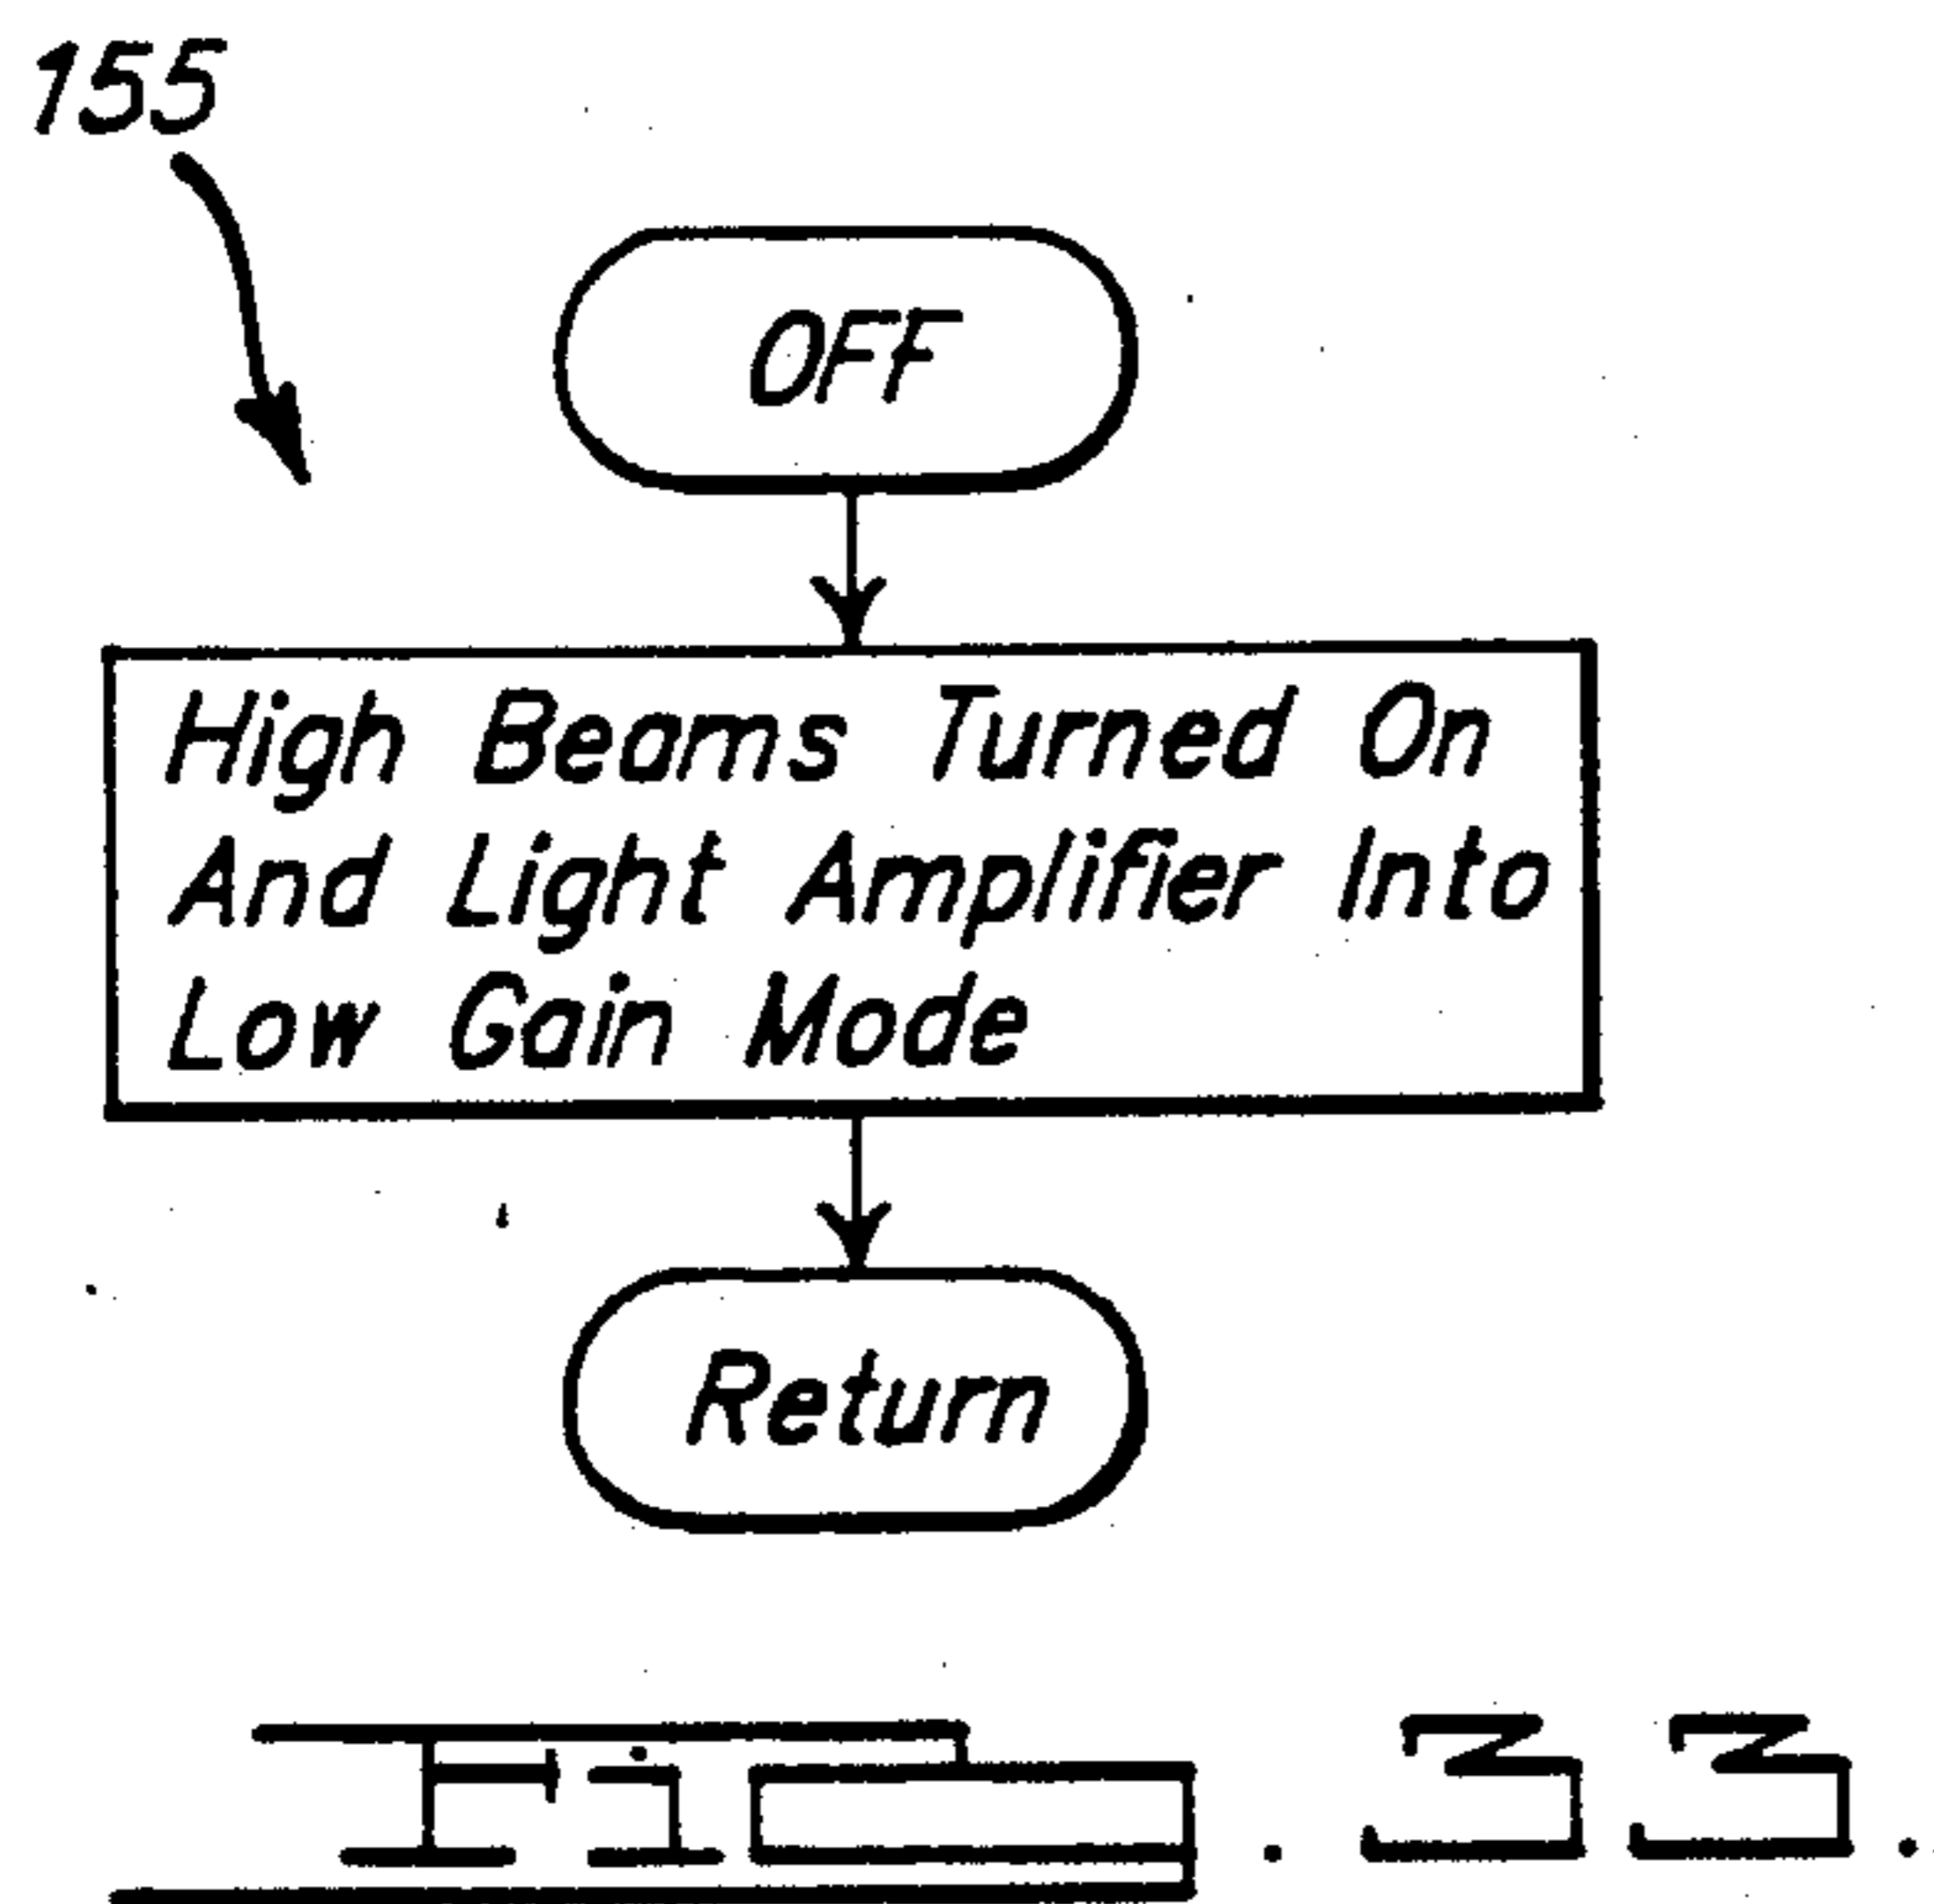 155
OFF
High Beams Turned On
And Light Amplifier Into
Low Gain Mode
Return
Fig. 33.